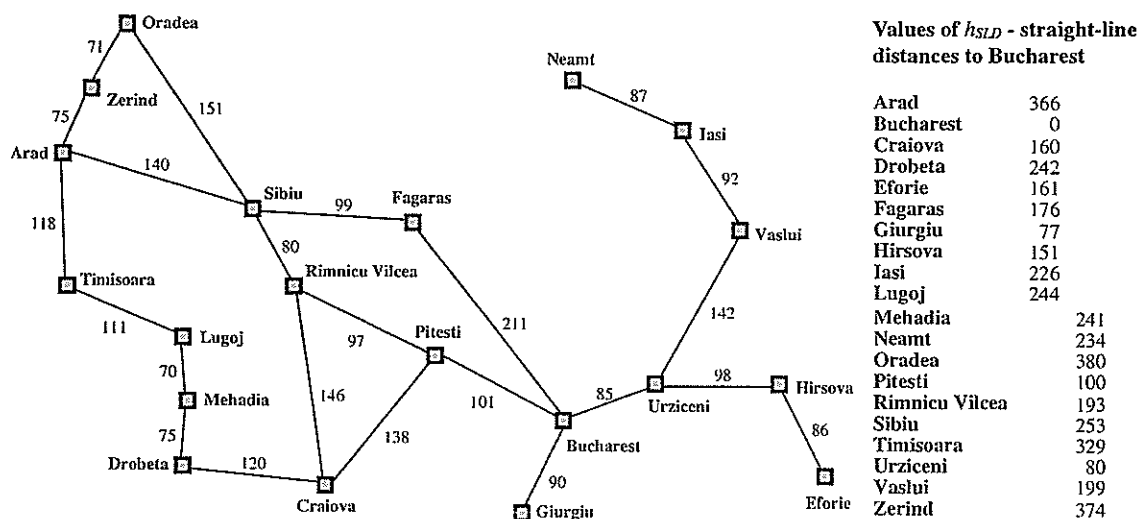 Oradea
71
Zerind
75
151
Arad
140
118
Sibiu
99
Fagaras
80
Timisoara
Rimnicu Vilcea
111
Lugoj
97
Pitesti
211
70
Mehadia
146
101
75
138
Drobeta
120
Craiova
Bucharest
90
Giurgiu
Neamt
87
Iasi
92
Vaslui
142
85
98
Urziceni
Hirsova
86
Eforie
Values of hSLD - straight-line
distances to Bucharest
Arad 366
Bucharest 0
Craiova 160
Drobeta 242
Eforie 161
Fagaras 176
Giurgiu 77
Hirsova 151
Iasi 226
Lugoj 244
Mehadia 241
Neamt 234
Oradea 380
Pitesti 100
Rimnicu Vilcea 193
Sibiu 253
Timisoara 329
Urziceni 80
Vaslui 199
Zerind 374